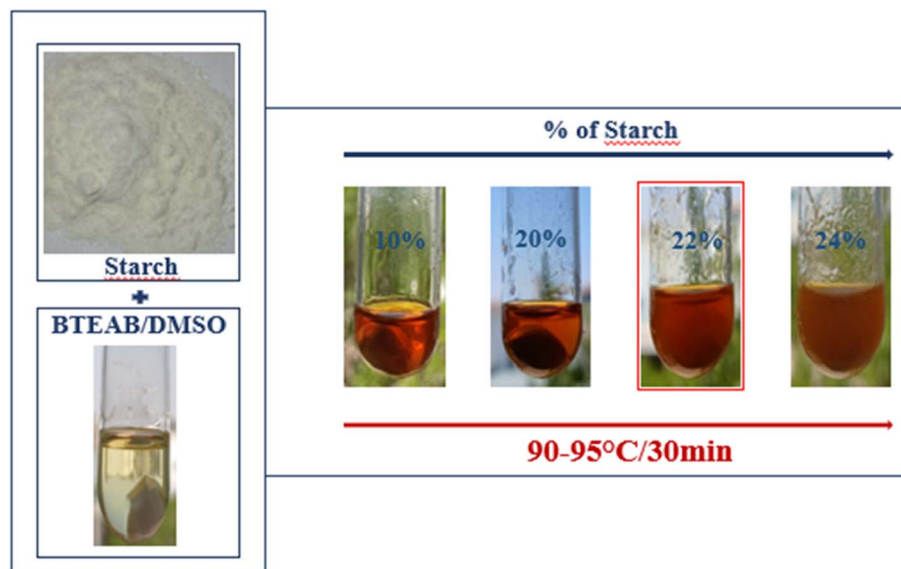 Starch
+
BTEAB/DMSO
% of Starch
10%
20%
22%
24%
90-95°C/30min